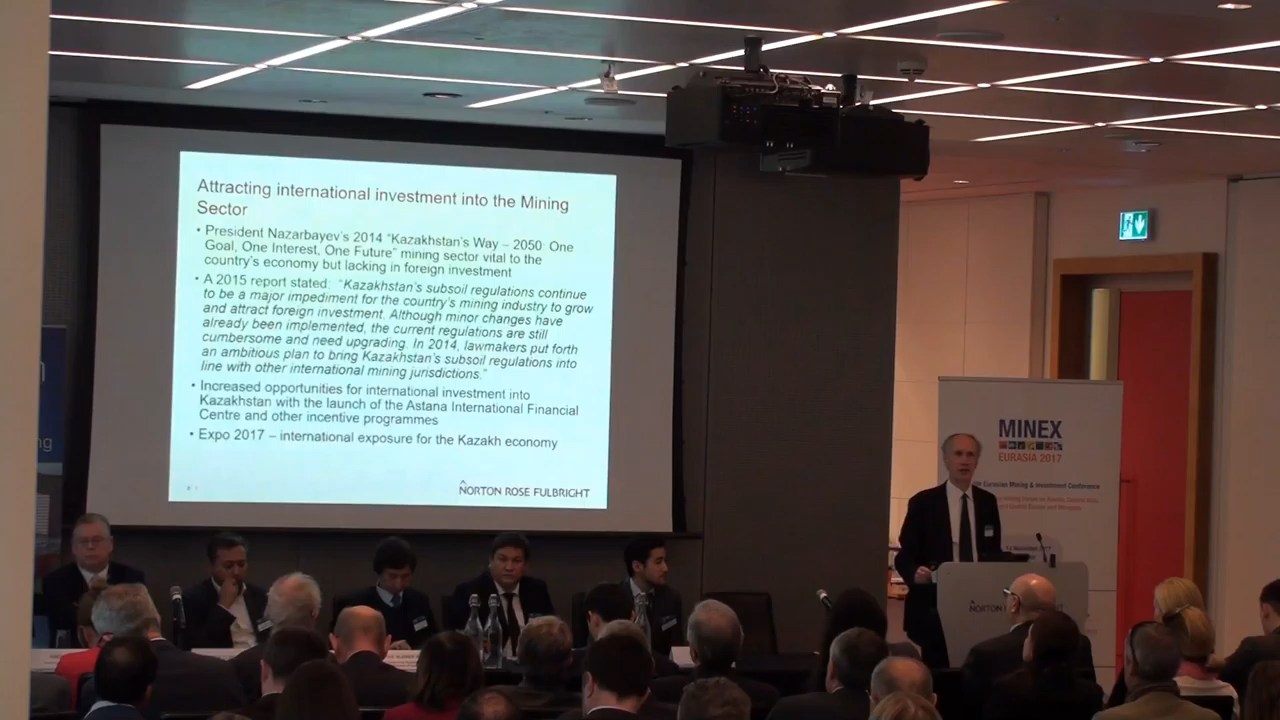 Attracting international investment into the Mining
Sector
• President Nazarbayev's 2014 "Kazakhstan's Way – 2050: One
Goal, One Interest, One Future" mining sector vital to the
country's economy but lacking in foreign investment
• A 2015 report stated: "Kazakhstan's subsoil regulations continue
to be a major impediment for the country's mining industry to grow
and attract foreign investment. Although minor changes have
already been implemented, the current regulations are still
cumbersome and need upgrading. In 2014, lawmakers put forth
an ambitious plan to bring Kazakhstan's subsoil regulations into
line with other international mining jurisdictions."
• Increased opportunities for international investment into
Kazakhstan with the launch of the Astana International Financial
Centre and other incentive programmes
• Expo 2017 – international exposure for the Kazakh economy
NORTON ROSE FULBRIGHT
MINEX
EURASIA 2017
Eurasian Mining & Investment Conference
NORTON ROSE FULBRIGHT